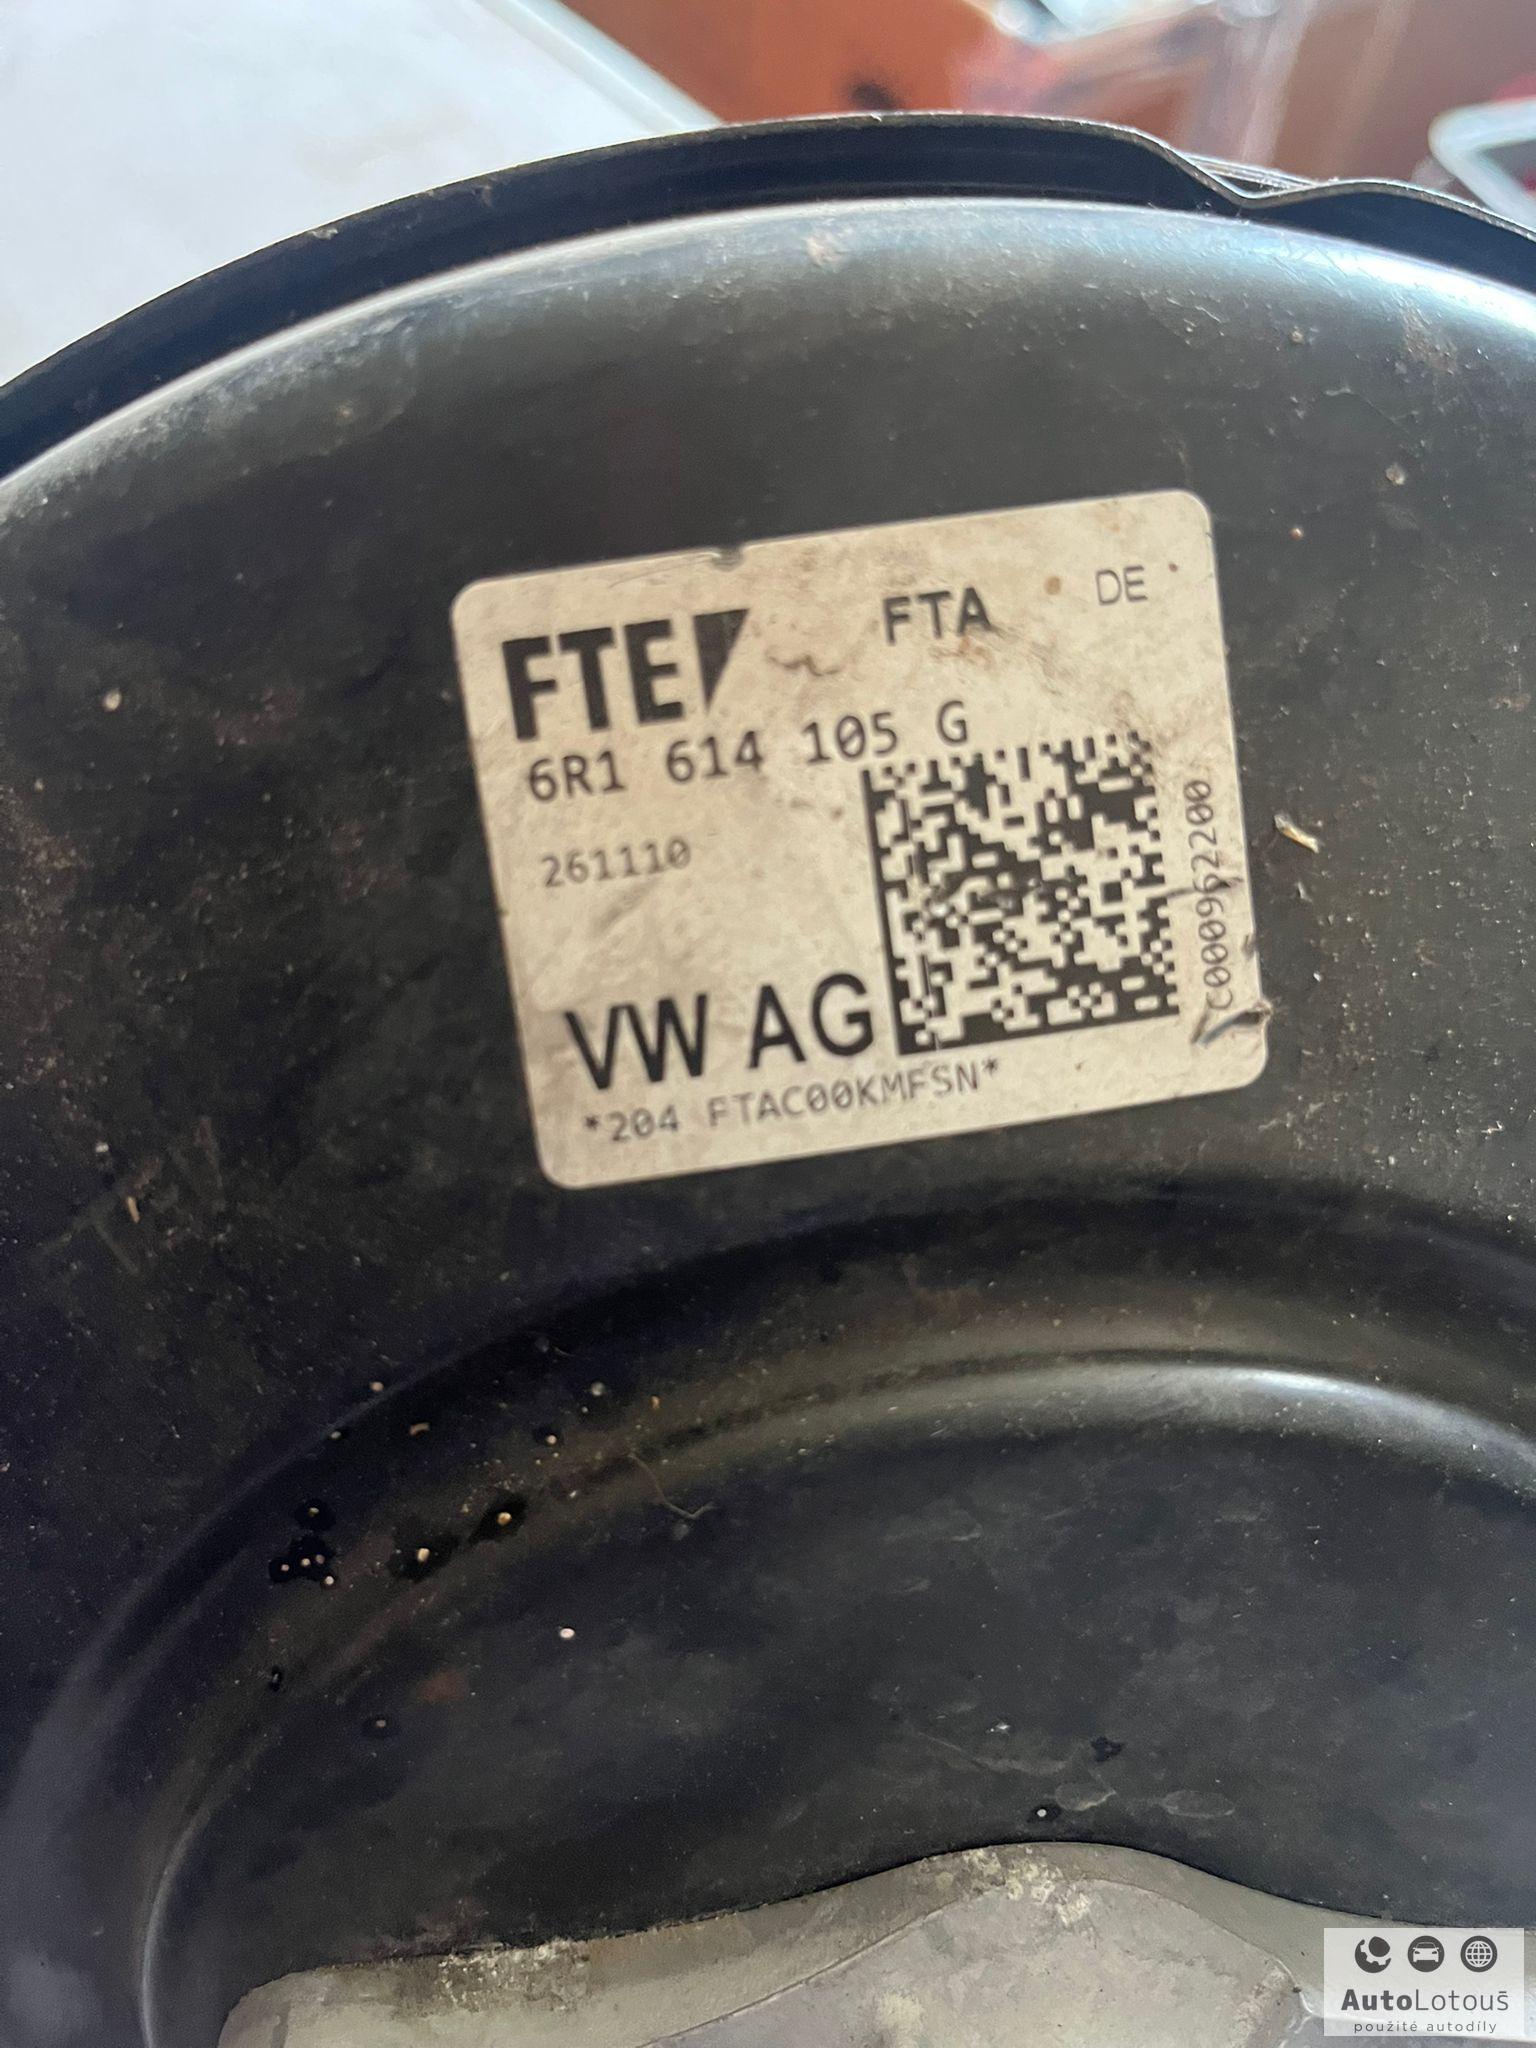 FTE FTA DE
6R1 614 105 G
261110
C000962200
VW AG
*204 FTAC00KMFSN*
AutoLotouš
použité autodíly